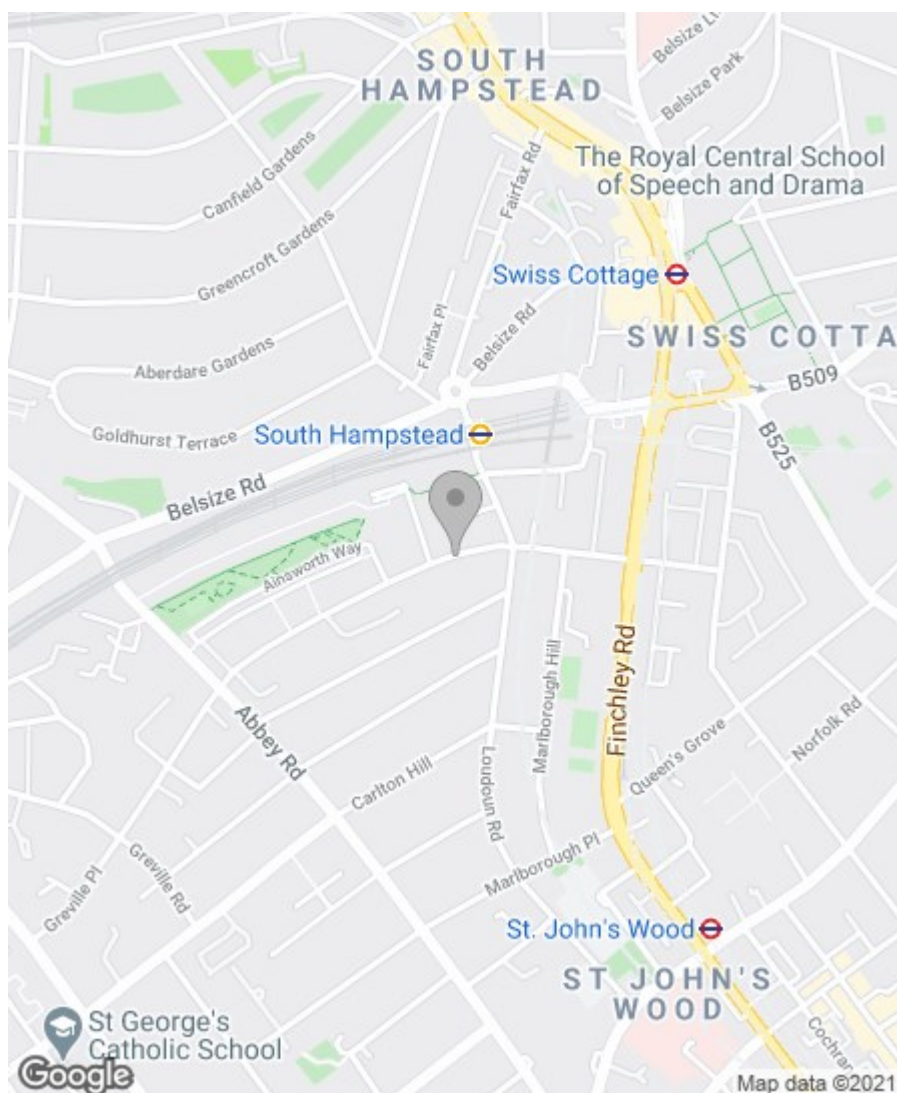 SOUTH
HAMPSTEAD
Belsize Park
The Royal Central School
of Speech and Drama
Canfield Gardens
Fairfax Rd
Greencroft Gardens
Swiss Cottage
Fairfax Pl
Belsize Rd
SWISS COTTA
Aberdare Gardens
B509
Goldhurst Terrace
South Hampstead
B525
Belsize Rd
Ainsworth Way
Marlborough Hill
Finchley Rd
Abbey Rd
Carlton Hill
Loudoun Rd
Queen's Grove
Norfolk Rd
Greville Pl
Greville Rd
Marlborough Pl
St. John's Wood
ST JOHN'S
WOOD
St George's
Catholic School
Cochran
Google
Map data ©2021